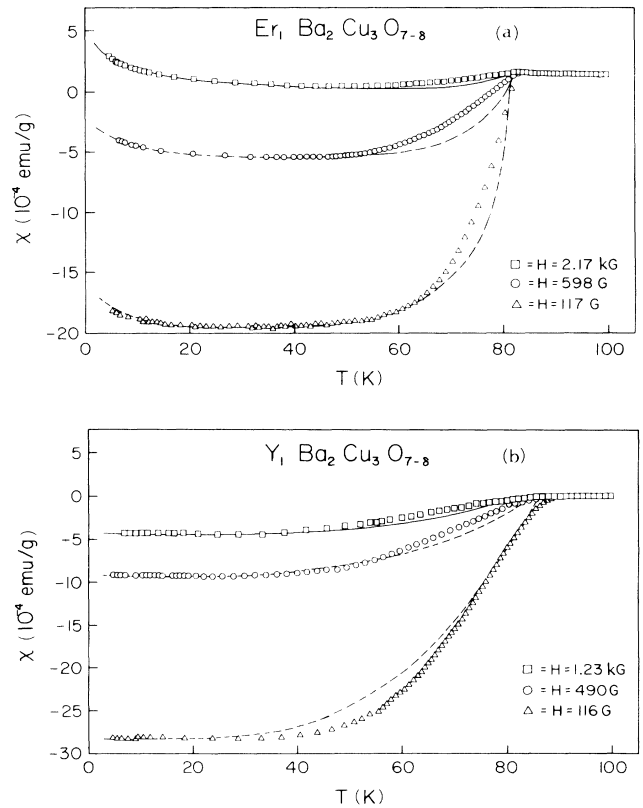 Er₁ Ba₂ Cu₃ O₇₋δ (a)
5
0
-5
-10
-15
-20
χ (10⁻⁴ emu/g)
□ = H = 2.17 kG
○ = H = 598 G
△ = H = 117 G
0 20 40 60 80 100
T (K)
Y₁ Ba₂ Cu₃ O₇₋δ (b)
5
0
-5
-10
-15
-20
-25
-30
χ (10⁻⁴ emu/g)
□ = H = 1.23 kG
○ = H = 490 G
△ = H = 116 G
0 20 40 60 80 100
T (K)